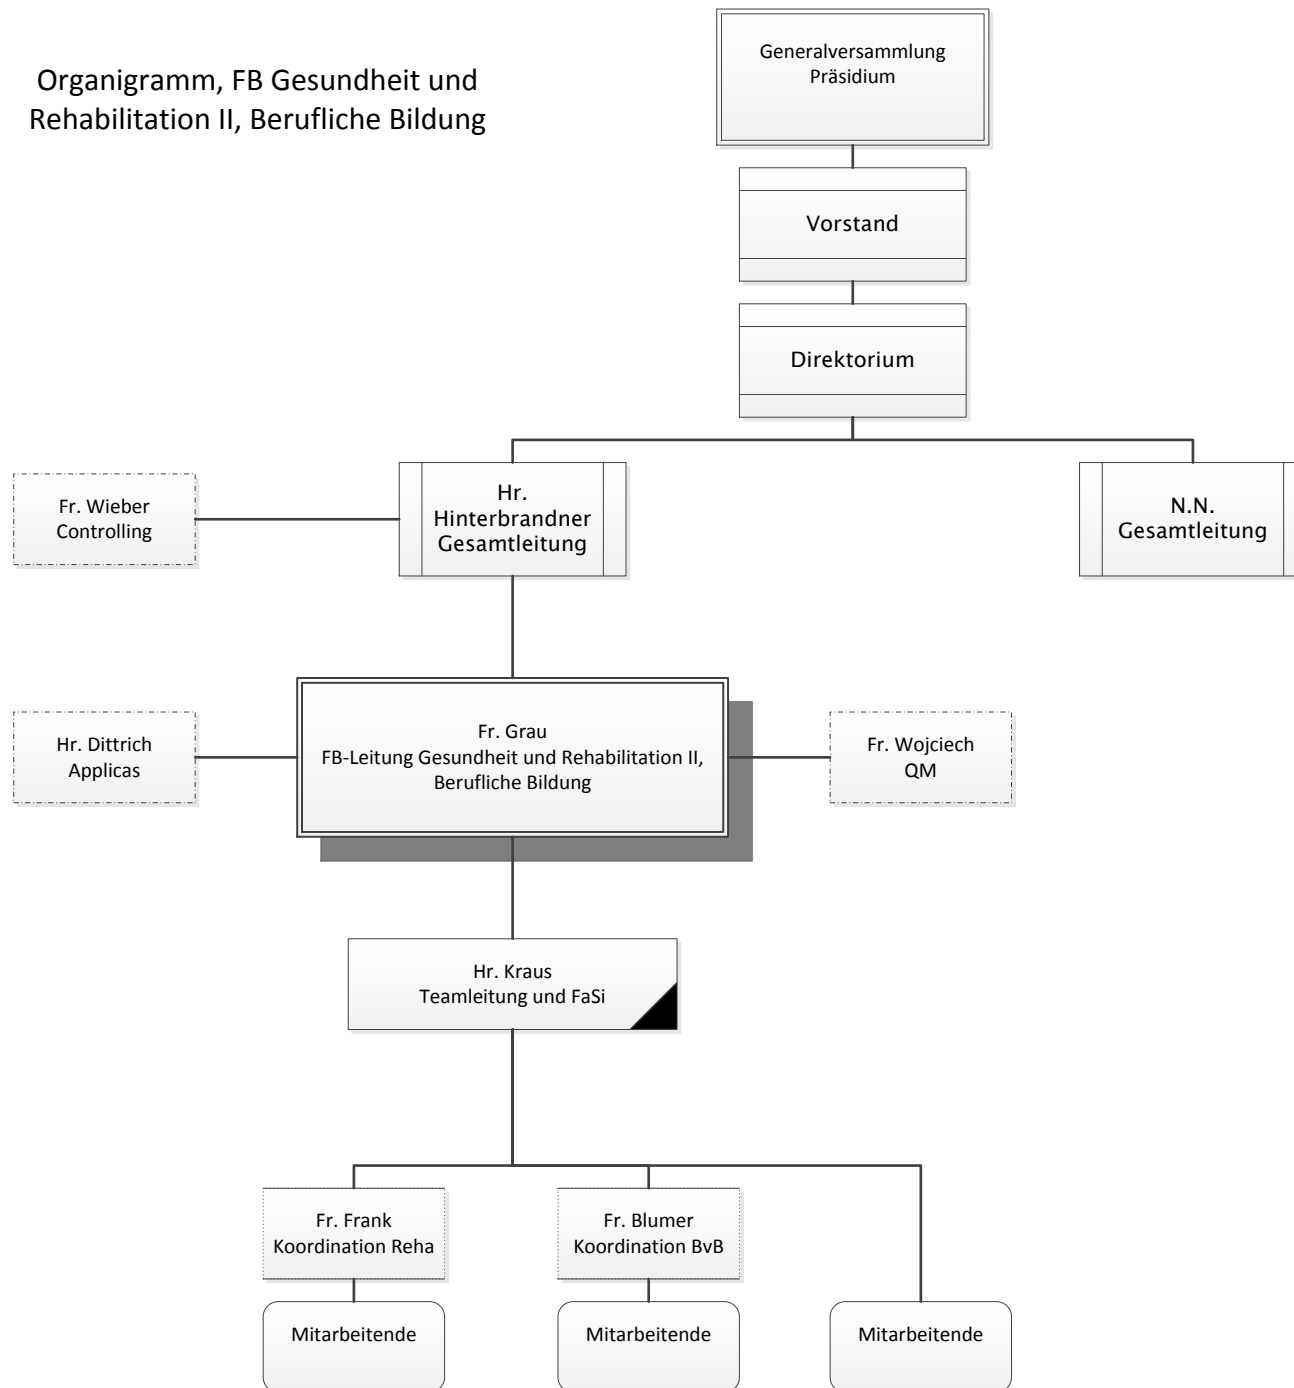 Organigramm, FB Gesundheit und
Rehabilitation II, Berufliche Bildung
Generalversammlung
Präsidium
Vorstand
Direktorium
Fr. Wieber
Controlling
Hr.
Hinterbrandner
Gesamtleitung
N.N.
Gesamtleitung
Hr. Dittrich
Applicas
Fr. Grau
FB-Leitung Gesundheit und Rehabilitation II,
Berufliche Bildung
Fr. Wojciech
QM
Hr. Kraus
Teamleitung und FaSi
Fr. Frank
Koordination Reha
Fr. Blumer
Koordination BvB
Mitarbeitende
Mitarbeitende
Mitarbeitende